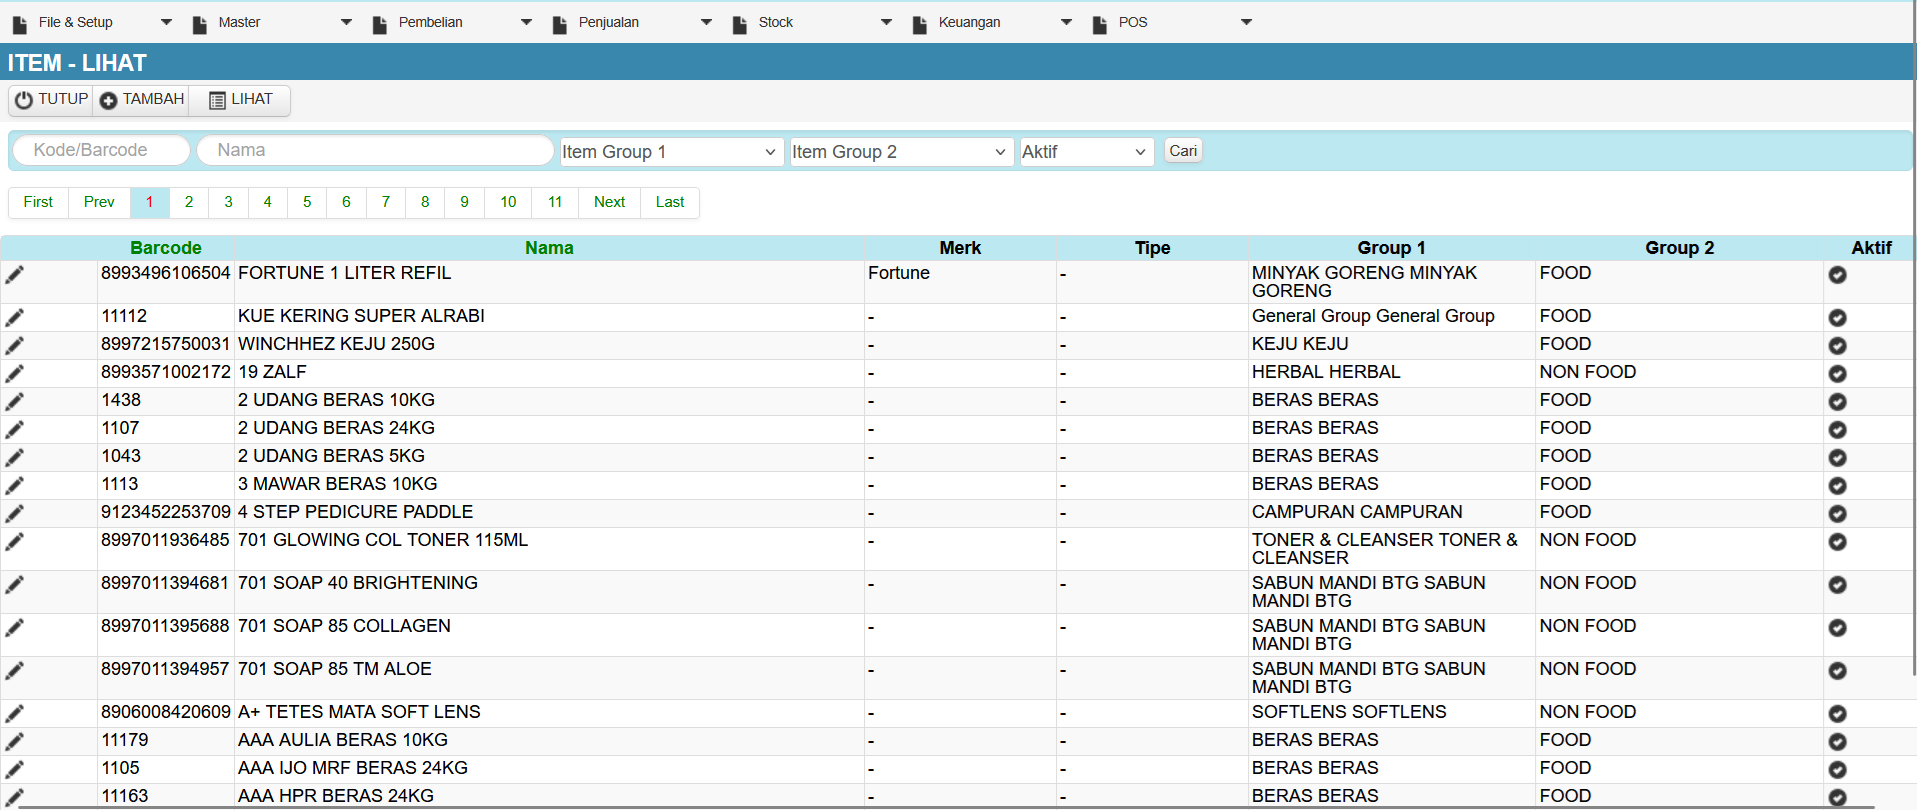 File & Setup Master Pembelian Penjualan Stock Keuangan POS
ITEM - LIHAT
TUTUP TAMBAH LIHAT
Kode/Barcode Nama Item Group 1 Item Group 2 Aktif Cari
First Prev 1 2 3 4 5 6 7 8 9 10 11 Next Last
Barcode Nama Merk Tipe Group 1 Group 2 Aktif
8993496106504 FORTUNE 1 LITER REFIL Fortune - MINYAK GORENG MINYAK FOOD
GORENG
11112 KUE KERING SUPER ALRABI - - General Group General Group FOOD
8997215750031 WINCHHEZ KEJU 250G - - KEJU KEJU FOOD
8993571002172 19 ZALF - - HERBAL HERBAL NON FOOD
1438 2 UDANG BERAS 10KG - - BERAS BERAS FOOD
1107 2 UDANG BERAS 24KG - - BERAS BERAS FOOD
1043 2 UDANG BERAS 5KG - - BERAS BERAS FOOD
1113 3 MAWAR BERAS 10KG - - BERAS BERAS FOOD
9123452253709 4 STEP PEDICURE PADDLE - - CAMPURAN CAMPURAN FOOD
8997011936485 701 GLOWING COL TONER 115ML - - TONER & CLEANSER TONER & NON FOOD
CLEANSER
8997011394681 701 SOAP 40 BRIGHTENING - - SABUN MANDI BTG SABUN NON FOOD
MANDI BTG
8997011395688 701 SOAP 85 COLLAGEN - - SABUN MANDI BTG SABUN NON FOOD
MANDI BTG
8997011394957 701 SOAP 85 TM ALOE - - SABUN MANDI BTG SABUN NON FOOD
MANDI BTG
8906008420609 A+ TETES MATA SOFT LENS - - SOFTLENS SOFTLENS NON FOOD
11179 AAA AULIA BERAS 10KG - - BERAS BERAS FOOD
1105 AAA IJO MRF BERAS 24KG - - BERAS BERAS FOOD
11163 AAA HPR BERAS 24KG - - BERAS BERAS FOOD